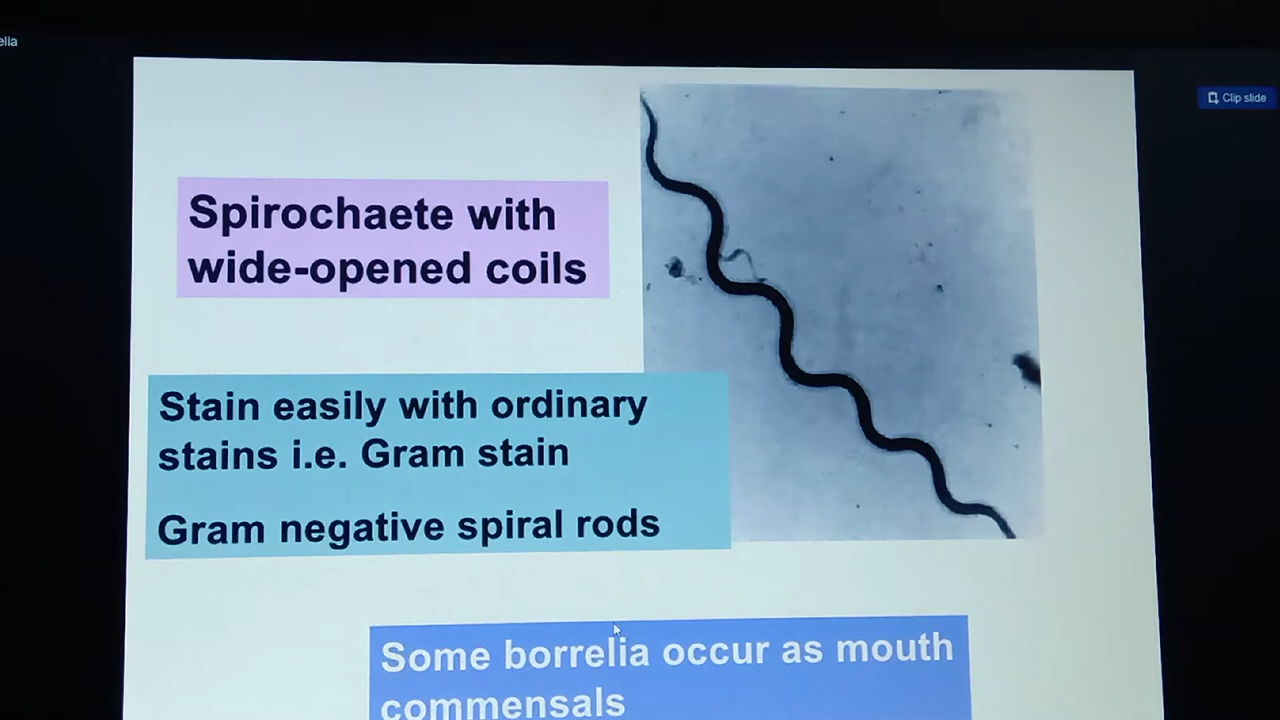 ella
Clip slide
Spirochaete with
wide-opened coils
Stain easily with ordinary
stains i.e. Gram stain
Gram negative spiral rods
Some borrelia occur as mouth
commensals